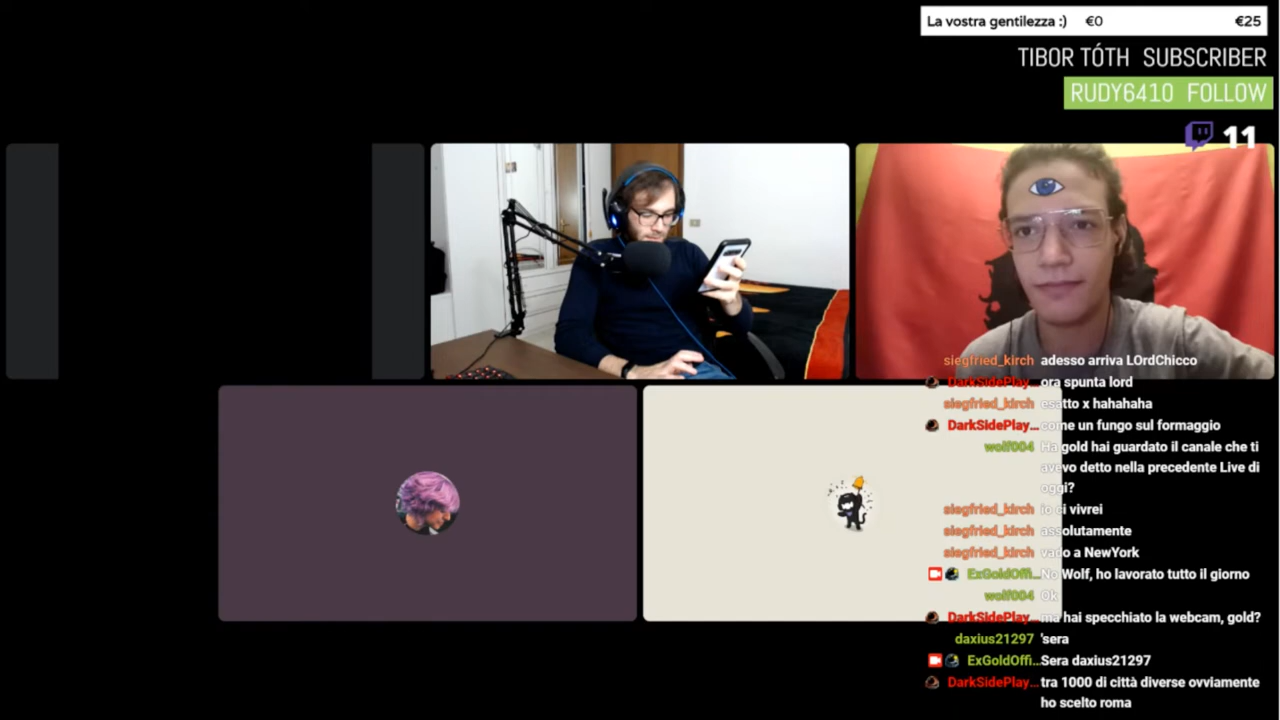 La vostra gentilezza :) €0 €25
TIBOR TÓTH SUBSCRIBER
RUDY6410 FOLLOW
11
siegfried_kirch adesso arriva LOrdChicco
DarkSidePlay... ora spunta lord
siegfried_kirch esatto x hahahaha
DarkSidePlay... come un fungo sul formaggio
wolf004 Ha gold hai guardato il canale che ti
avevo detto nella precedente Live di
oggi?
siegfried_kirch io ci vivrei
siegfried_kirch assolutamente
siegfried_kirch vado a NewYork
ExGoldOffi... No Wolf, ho lavorato tutto il giorno
wolf004 Ok
DarkSidePlay... ma hai specchiato la webcam, gold?
daxius21297 'sera
ExGoldOffi... Sera daxius21297
DarkSidePlay... tra 1000 di città diverse ovviamente
ho scelto roma